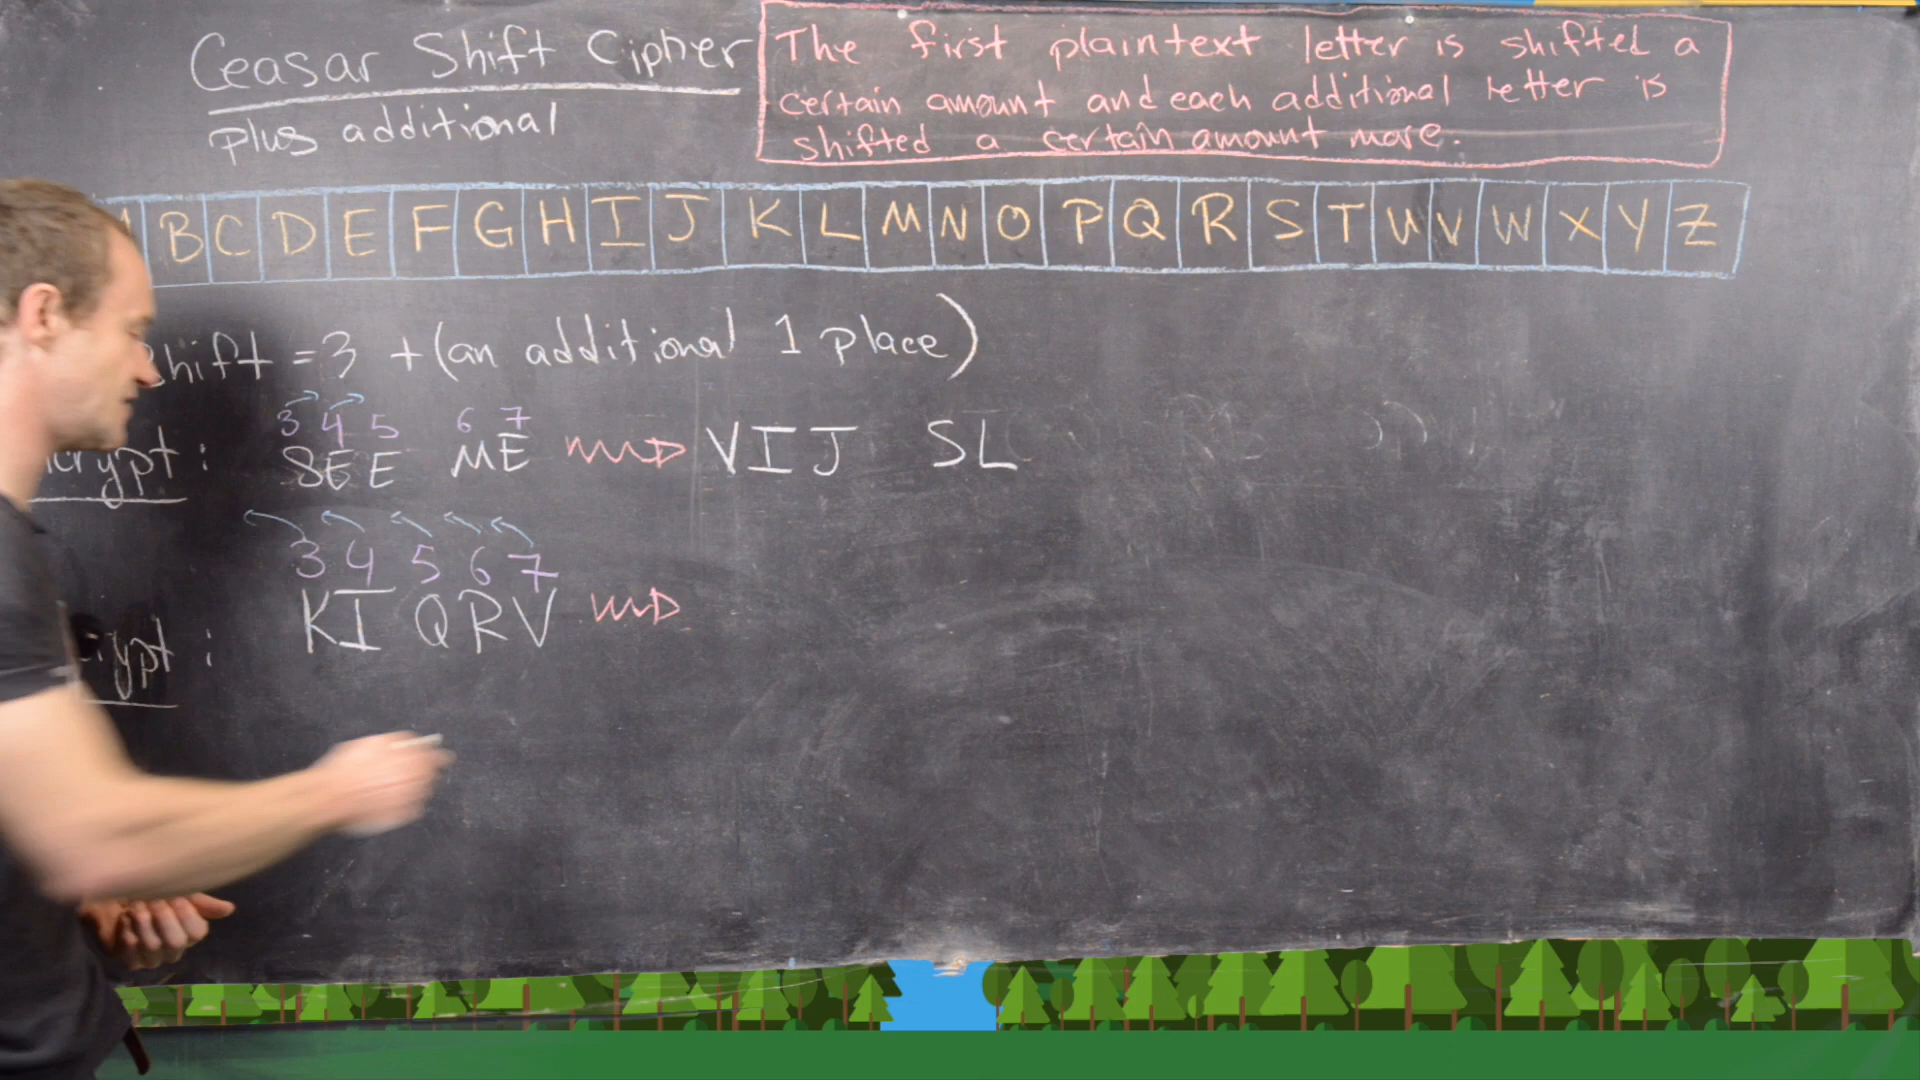 Ceasar Shift Cipher
plus additional
The first plaintext letter is shifted a
certain amount and each additional letter is
shifted a certain amount more.
B C D E F G H I J K L M N O P Q R S T U V W X Y Z
shift = 3 + (an additional 1 place)
3 4 5 6 7
crypt : SEE ME VIJ SL
3 4 5 6 7
ypt : KI QRV